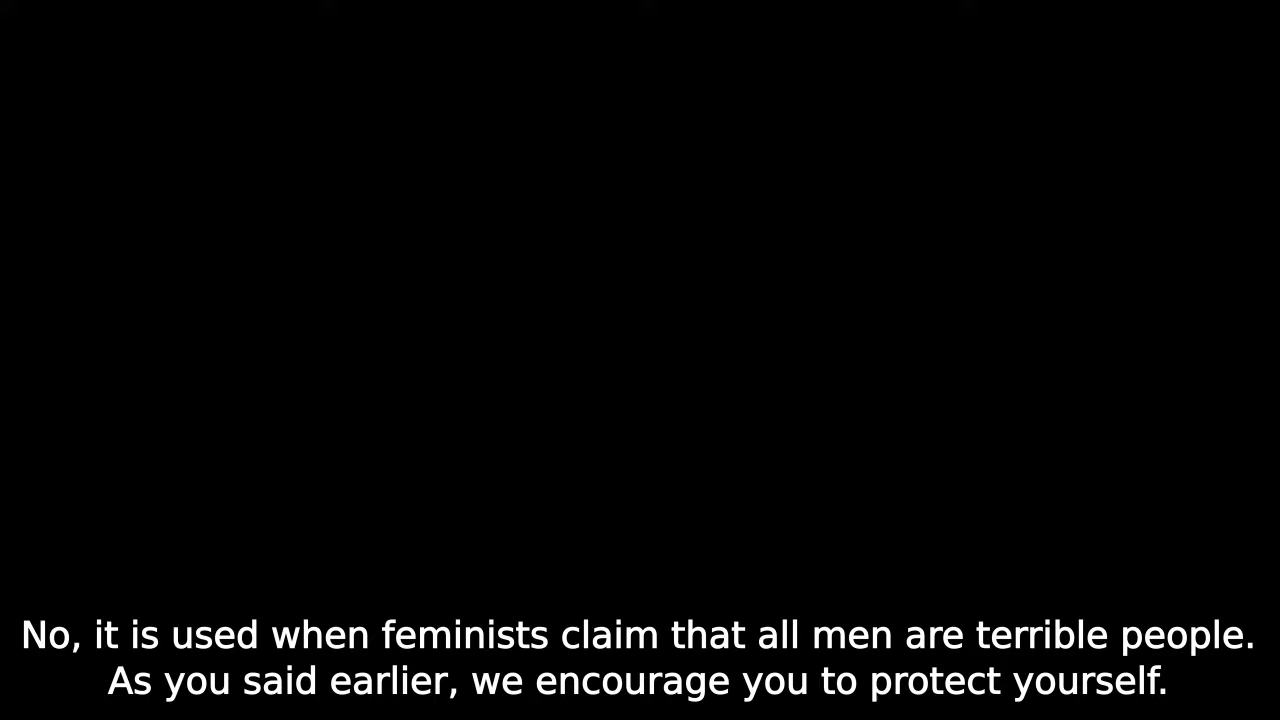 No, it is used when feminists claim that all men are terrible people.
As you said earlier, we encourage you to protect yourself.